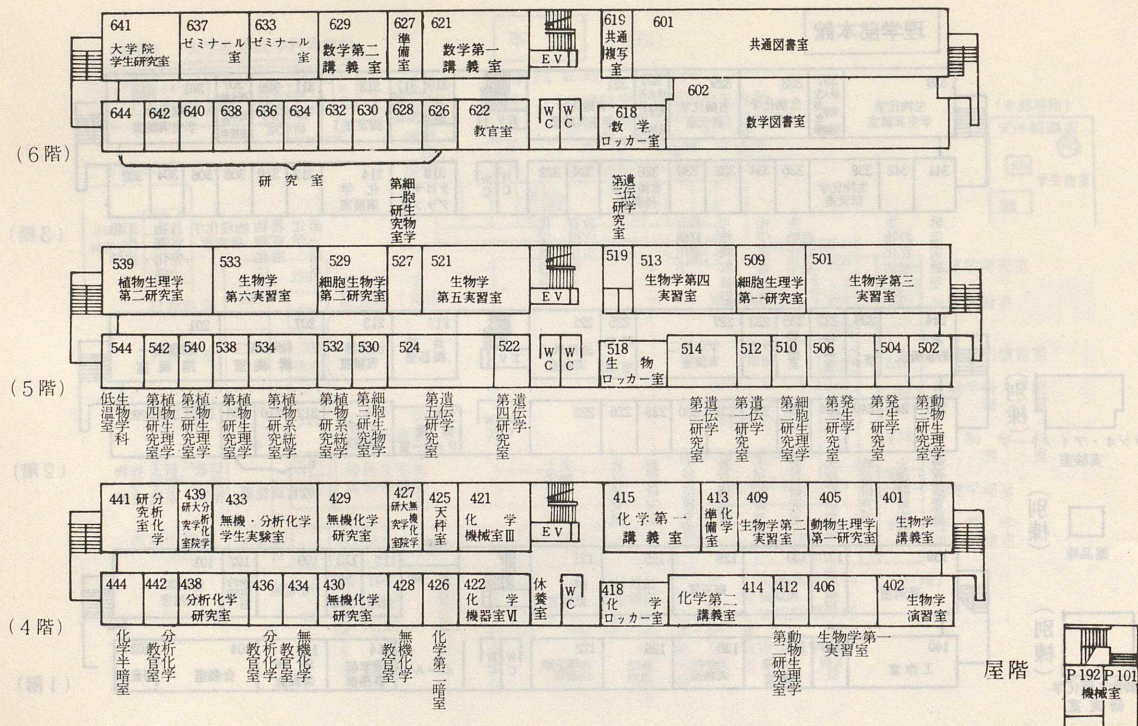 641
大学院
学生研究室
637
ゼミナール
室
633
ゼミナール
室
629
数学第二
講義室
627
準備室
621
数学第一
講義室
EV
619
共通
複写
室
601
共通図書室
644
642
640
638
636
634
632
630
628
626
622
教官室
WC
WC
618
数学
ロッカー室
602
数学図書室
(6階)
研究室
細胞生物学
第一研究室
遺伝学
第三研究室
539
植物生理学
第二研究室
533
生物学
第六実習室
529
細胞生物学
第二研究室
527
521
生物学
第五実習室
EV
519
513
生物学第四
実習室
509
細胞生理学
第一研究室
501
生物学第三
実習室
544
542
540
538
534
532
530
524
522
WC
WC
518
生物
ロッカー室
514
512
510
506
504
502
(5階)
生物学科
低温室
植物生理学
第四研究室
植物生理学
第三研究室
植物生理学
第一研究室
植物系統学
第二研究室
植物系統学
第一研究室
細胞生物学
第三研究室
遺伝学
第五研究室
遺伝学
第四研究室
遺伝学
第二研究室
遺伝学
第一研究室
細胞生理学
第二研究室
発生学
第二研究室
発生学
第一研究室
動物生理学
第三研究室
441
分析化学
研究室
439
分析化学
大学院
研究室
433
無機・分析化学
学生実験室
429
無機化学
研究室
427
無機化学
大学院
研究室
425
天秤室
421
化学
機械室Ⅲ
EV
415
化学第一
講義室
413
化学
準備室
409
生物学第二
実習室
405
動物生理学
第一研究室
401
生物学
講義室
444
442
438
分析化学
研究室
436
434
430
無機化学
研究室
428
426
422
化学
機器室Ⅵ
休養室
WC
418
化学
ロッカー室
化学第二
講義室
414
412
406
402
生物学
演習室
(4階)
化学半暗室
分析化学
教官室
分析化学
教官室
無機化学
教官室
無機化学
教官室
化学第二暗室
動物生理学
第二研究室
生物学第一
実習室
屋階
P192
P101
機械室